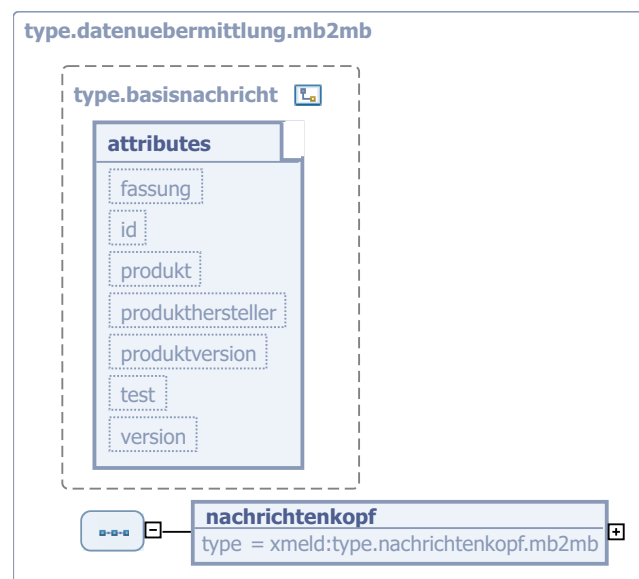 type.datenuebermittlung.mb2mb
type.basisnachricht
attributes
fassung
id
produkt
produkthersteller
produktversion
test
version
nachrichtenkopf
type = xmeld:type.nachrichtenkopf.mb2mb